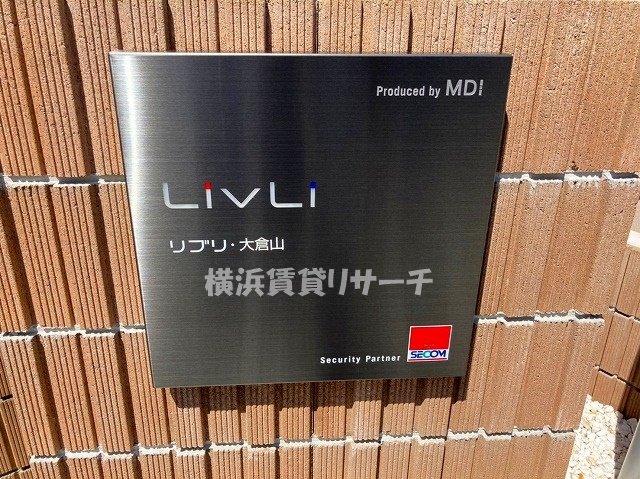 Produced by MDI
LivLi
リブリ・大倉山
横浜賃貸リサーチ
Security Partner SECOM